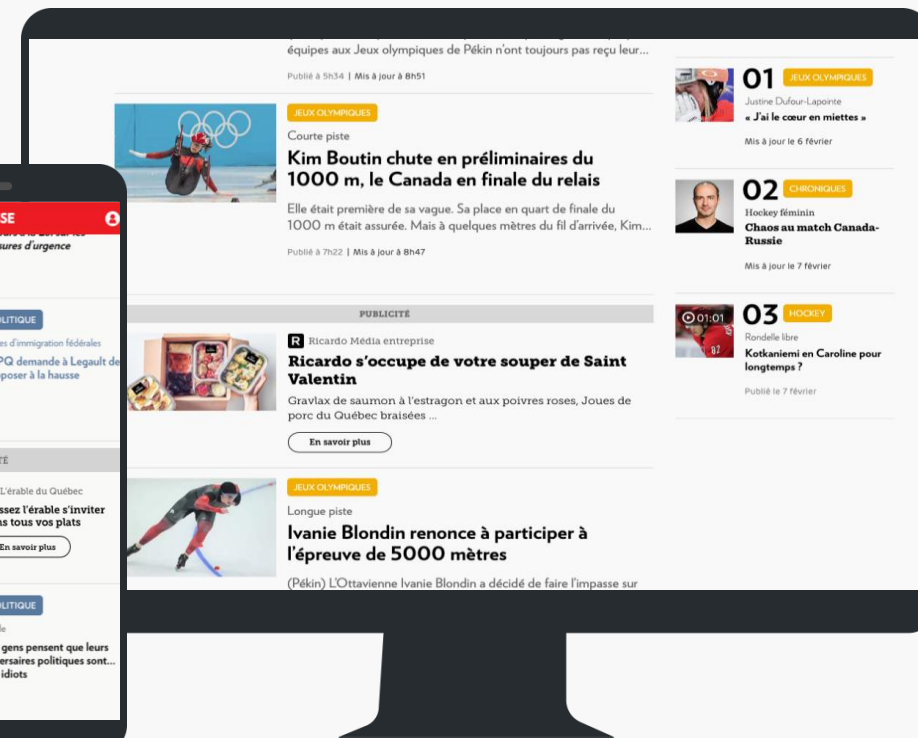 équipes aux Jeux olympiques de Pékin n'ont toujours pas reçu leur...
Publié à 5h34 | Mis à jour à 8h51
JEUX OLYMPIQUES
Courte piste
Kim Boutin chute en préliminaires du
1000 m, le Canada en finale du relais
Elle était première de sa vague. Sa place en quart de finale du
1000 m était assurée. Mais à quelques mètres du fil d'arrivée, Kim...
Publié à 7h22 | Mis à jour à 8h47
PUBLICITÉ
R Ricardo Média entreprise
Ricardo s'occupe de votre souper de Saint
Valentin
Gravlax de saumon à l'estragon et aux poivres roses, Joues de
porc du Québec braisées ...
En savoir plus
JEUX OLYMPIQUES
Longue piste
Ivanie Blondin renonce à participer à
l'épreuve de 5000 mètres
(Pékin) L'Ottavienne Ivanie Blondin a décidé de faire l'impasse sur
01 JEUX OLYMPIQUES
Justine Dufour-Lapointe
« J'ai le cœur en miettes »
Mis à jour le 6 février
02 CHRONIQUES
Hockey féminin
Chaos au match Canada-
Russie
Mis à jour le 7 février
01:01
03 HOCKEY
Rondelle libre
Kotkaniemi en Caroline pour
longtemps ?
Publié le 7 février
SE
sures d'urgence
LITIQUE
es d'immigration fédérales
PQ demande à Legault de
poser à la hausse
TÉ
L'érable du Québec
ssez l'érable s'inviter
ns tous vos plats
En savoir plus
LITIQUE
le
gens pensent que leurs
ersaires politiques sont...
idiots